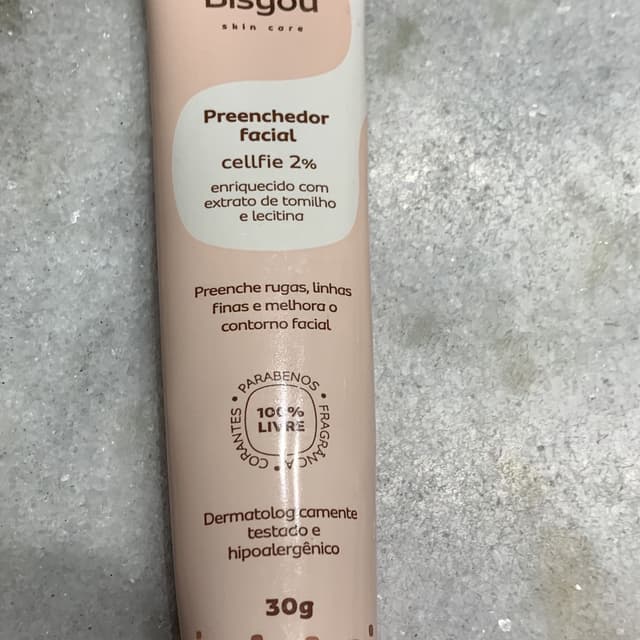 Bisyou
skin care
Preenchedor
facial
cellfie 2%
enriquecido com
extrato de tomilho
e lecitina
Preenche rugas, linhas
finas e melhora o
contorno facial
PARABENOS • FRAGRÂNCIA • CORANTES •
100%
LIVRE
Dermatologicamente
testado e
hipoalergênico
30g